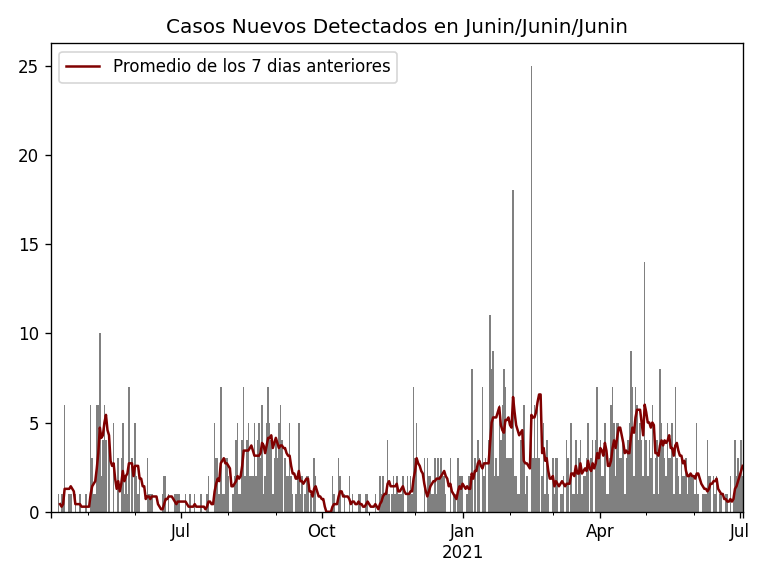 Casos Nuevos Detectados en Junin/Junin/Junin
Promedio de los 7 dias anteriores
25
20
15
10
5
0
Jul
Oct
Jan
2021
Apr
Jul